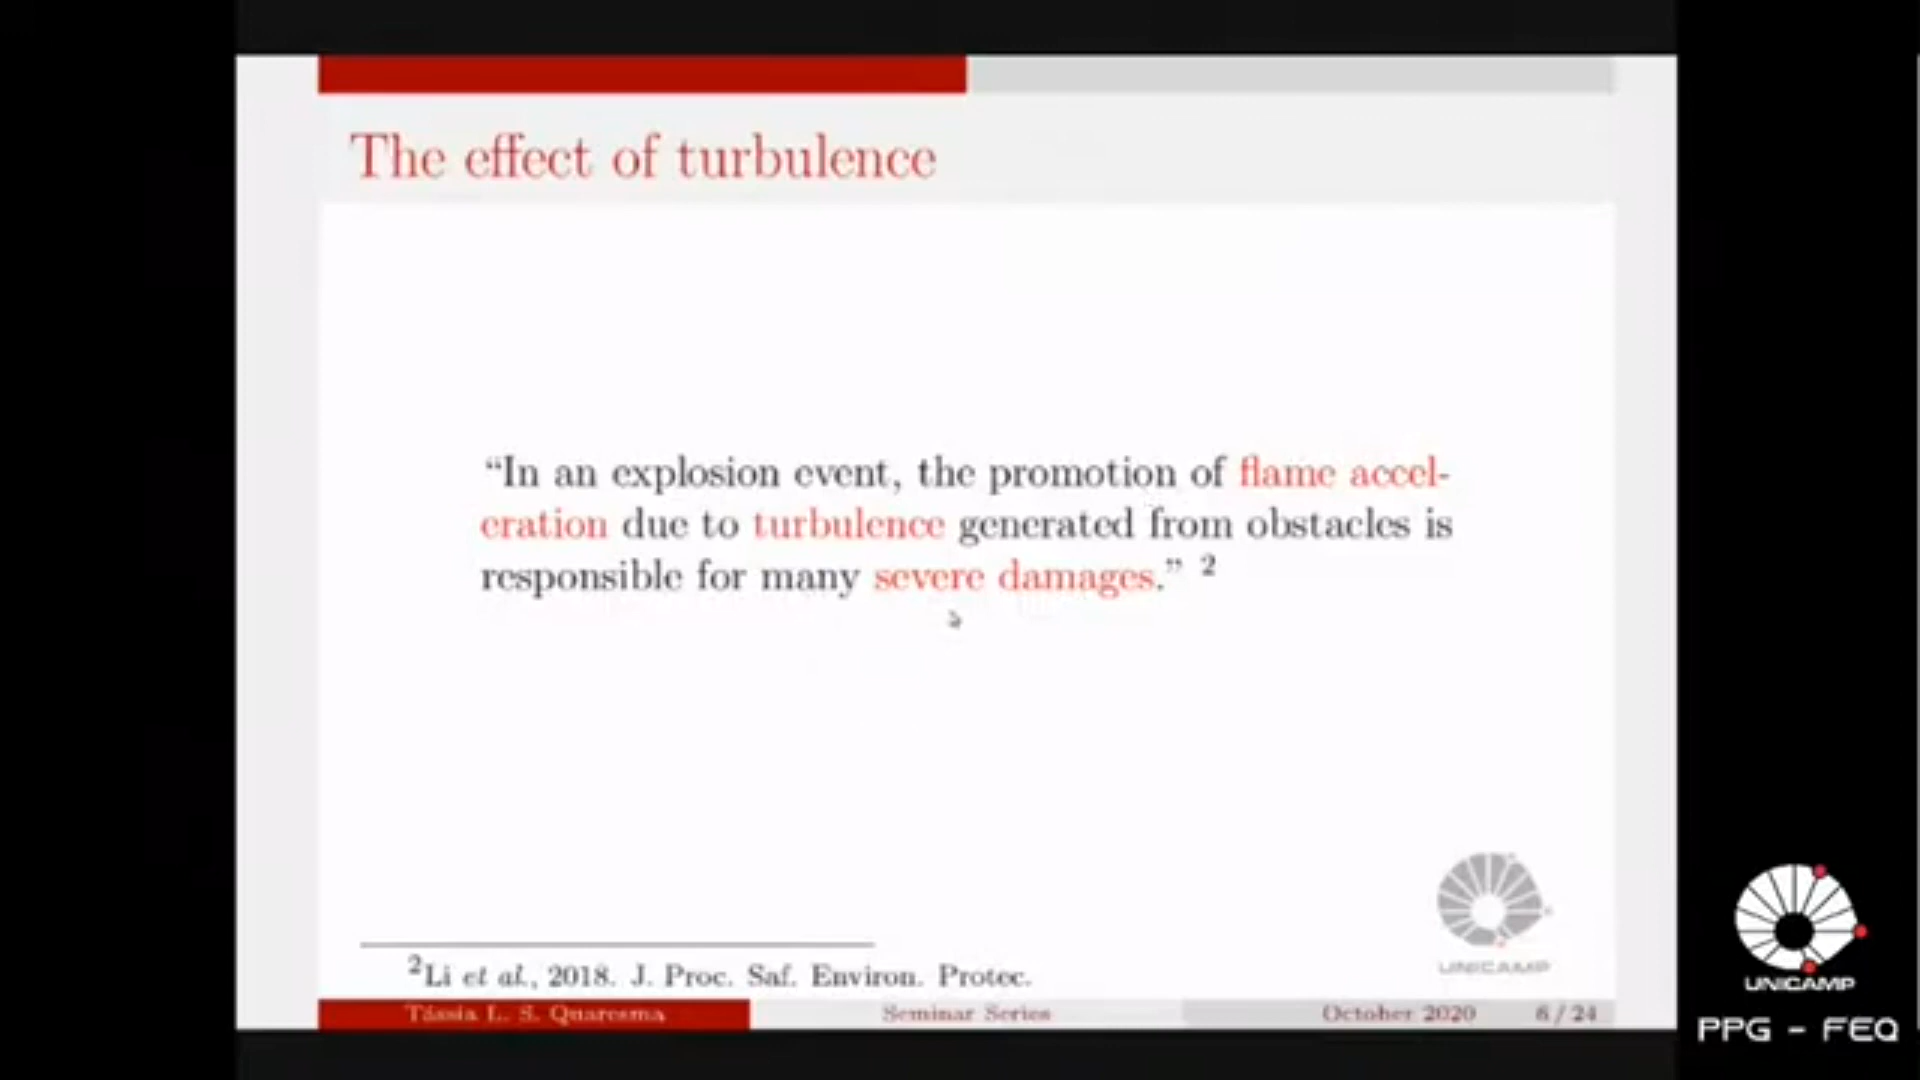 The effect of turbulence
“In an explosion event, the promotion of flame accel-
eration due to turbulence generated from obstacles is
responsible for many severe damages.” 2
2Li et al., 2018. J. Proc. Saf. Environ. Protec.
UNICAMP
Tássia L. S. Quaresma Seminar Series October 2020 6 / 24
UNICAMP
PPG - FEQ